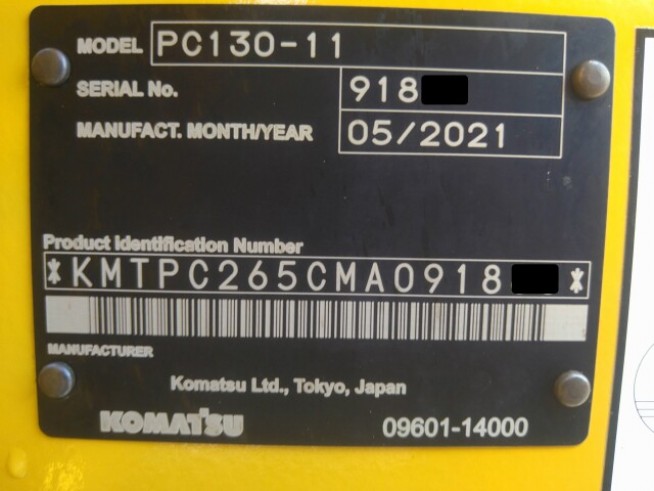 MODEL PC130-11
SERIAL No. 918
MANUFACT. MONTH/YEAR 05/2021
Product Identification Number
*KMTPC265CMA0918 *
MANUFACTURER
Komatsu Ltd., Tokyo, Japan
KOMATSU 09601-14000